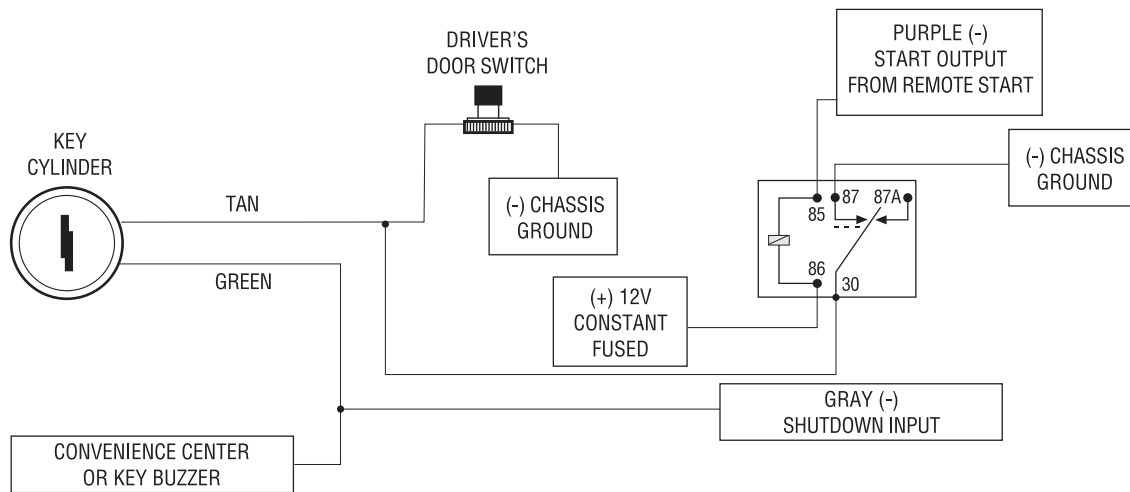 PURPLE (-)
START OUTPUT
FROM REMOTE START
DRIVER'S
DOOR SWITCH
KEY
CYLINDER
(-) CHASSIS
GROUND
TAN
(-) CHASSIS
GROUND
87
87A
85
86
30
GREEN
(+) 12V
CONSTANT
FUSED
GRAY (-)
SHUTDOWN INPUT
CONVENIENCE CENTER
OR KEY BUZZER